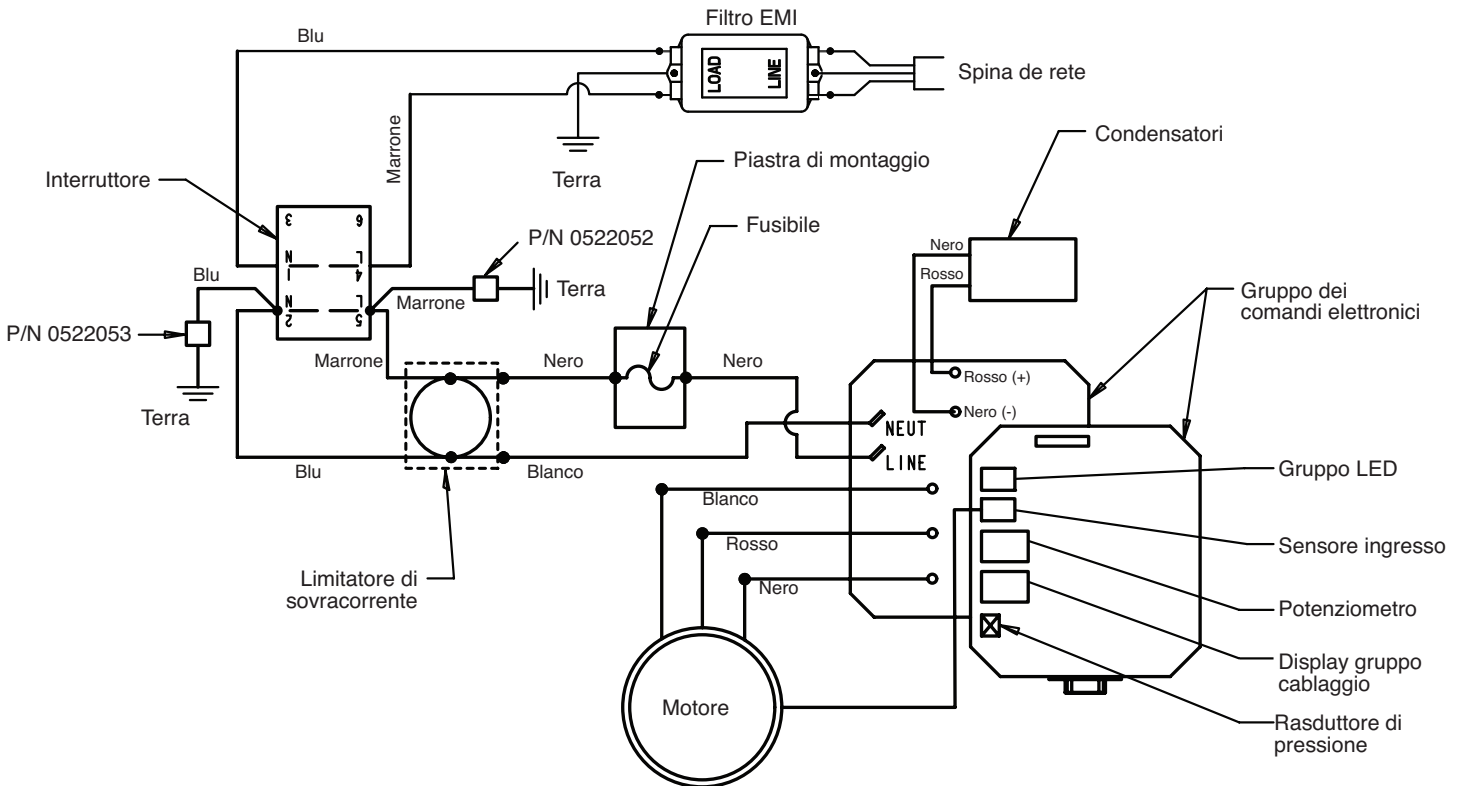 Filtro EMI
Blu
LOAD
LINE
Spina de rete
Marrone
Terra
Condensatori
Piastra di montaggio
Interruttore
3
6
P/N 0522052
Fusibile
N
L
1
4
Nero
Rosso
Blu
Marrone
Terra
N
L
2
5
Gruppo dei
comandi elettronici
P/N 0522053
Marrone
Nero
Nero
Rosso (+)
Terra
Nero (-)
NEUT
LINE
Blu
Blanco
Gruppo LED
Blanco
Rosso
Sensore ingresso
Limitatore di
sovracorrente
Nero
Potenziometro
Display gruppo
cablaggio
Motore
Rasduttore di
pressione